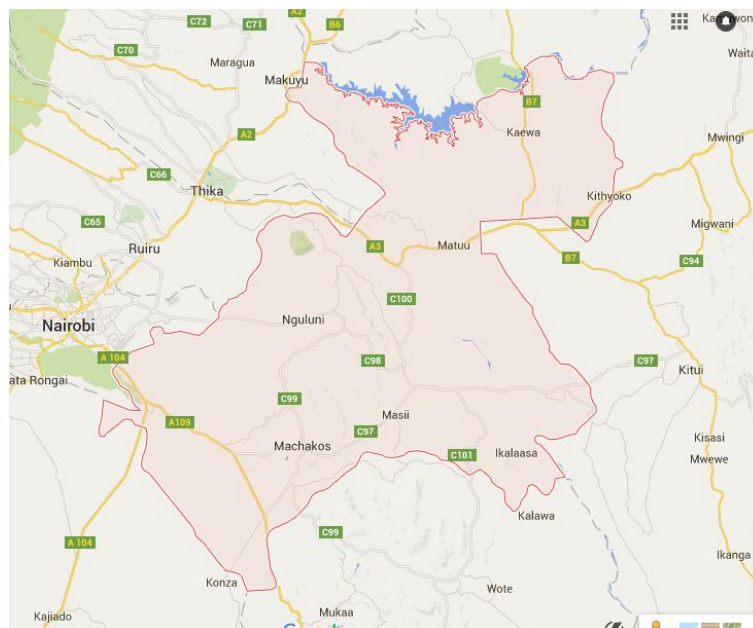 A2
B6
C72
C71
Kamuwon
C70
Maragua
Waita
Makuyu
B7
A2
Kaewa
Mwingi
C66
Thika
Kithyoko
C65
Ruiru
A3
Migwani
Kiambu
A3
Matuu
B7
C94
Nairobi
C100
Nguluni
A 104
C98
C97
Kitui
ata Rongai
C99
A109
Masii
C97
Kisasi
Machakos
C101
Ikalaasa
Mwewe
Kalawa
A 104
C99
Ikanga
Konza
Wote
Mukaa
Kajiado